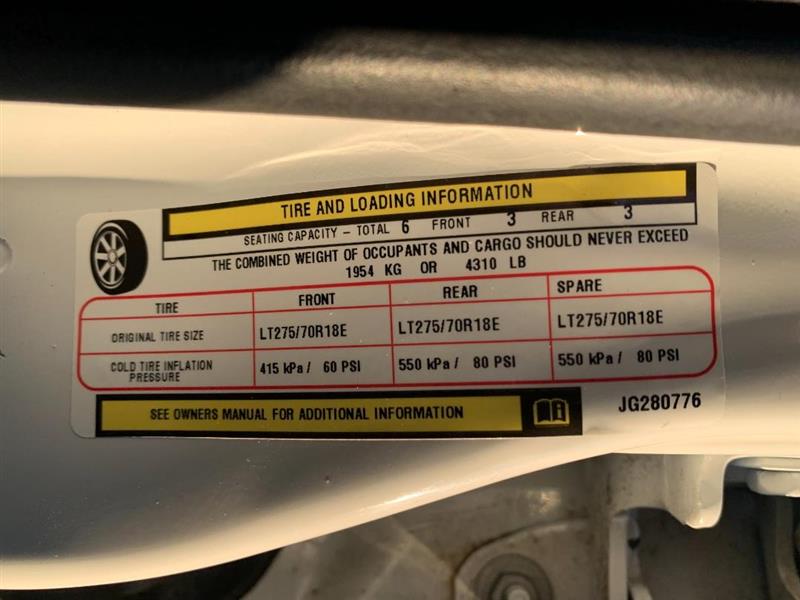 TIRE AND LOADING INFORMATION
SEATING CAPACITY – TOTAL 6 FRONT 3 REAR 3
THE COMBINED WEIGHT OF OCCUPANTS AND CARGO SHOULD NEVER EXCEED
1954 KG OR 4310 LB
TIRE FRONT REAR SPARE
ORIGINAL TIRE SIZE LT275/70R18E LT275/70R18E LT275/70R18E
COLD TIRE INFLATION
PRESSURE 415 kPa / 60 PSI 550 kPa / 80 PSI 550 kPa / 80 PSI
SEE OWNERS MANUAL FOR ADDITIONAL INFORMATION
JG280776